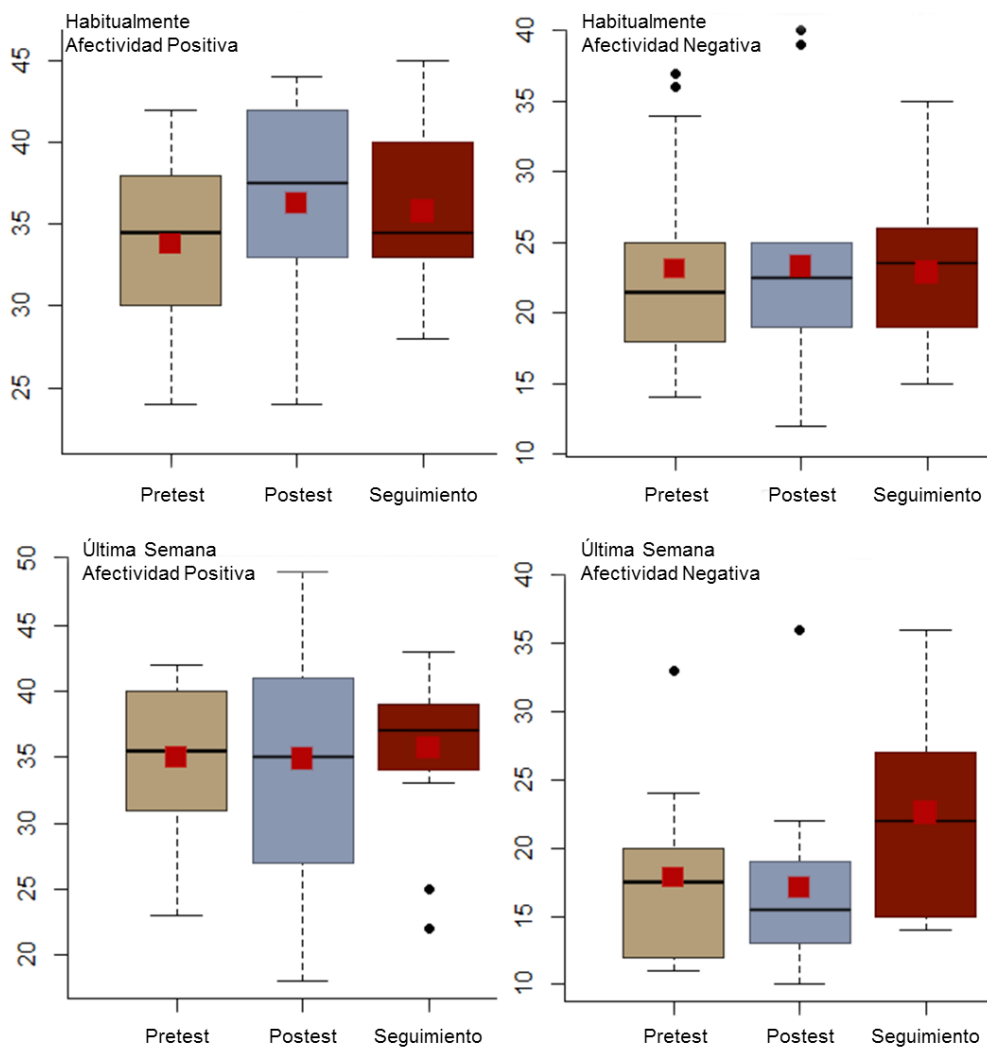 Habitualmente
Afectividad Positiva
45
40
35
30
25
Pretest Postest Seguimiento
Habitualmente
Afectividad Negativa
40
35
30
25
20
15
10
Pretest Postest Seguimiento
Última Semana
Afectividad Positiva
50
45
40
35
30
25
20
Pretest Postest Seguimiento
Última Semana
Afectividad Negativa
40
35
30
25
20
15
10
Pretest Postest Seguimiento